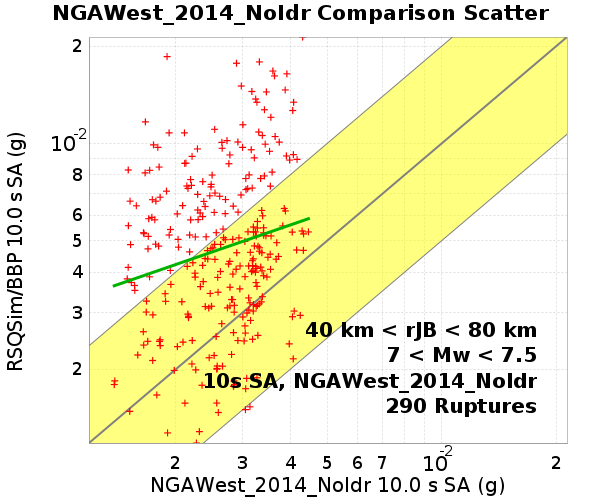 NGAWest_2014_NoIdr Comparison Scatter
2
10-2
8
7
6
5
4
3
2
RSQSim/BBP 10.0 s SA (g)
40 km < rJB < 80 km
7 < Mw < 7.5
10s SA, NGAWest_2014_NoIdr
290 Ruptures
2 3 4 5 6 7 10-2 2
NGAWest_2014_NoIdr 10.0 s SA (g)